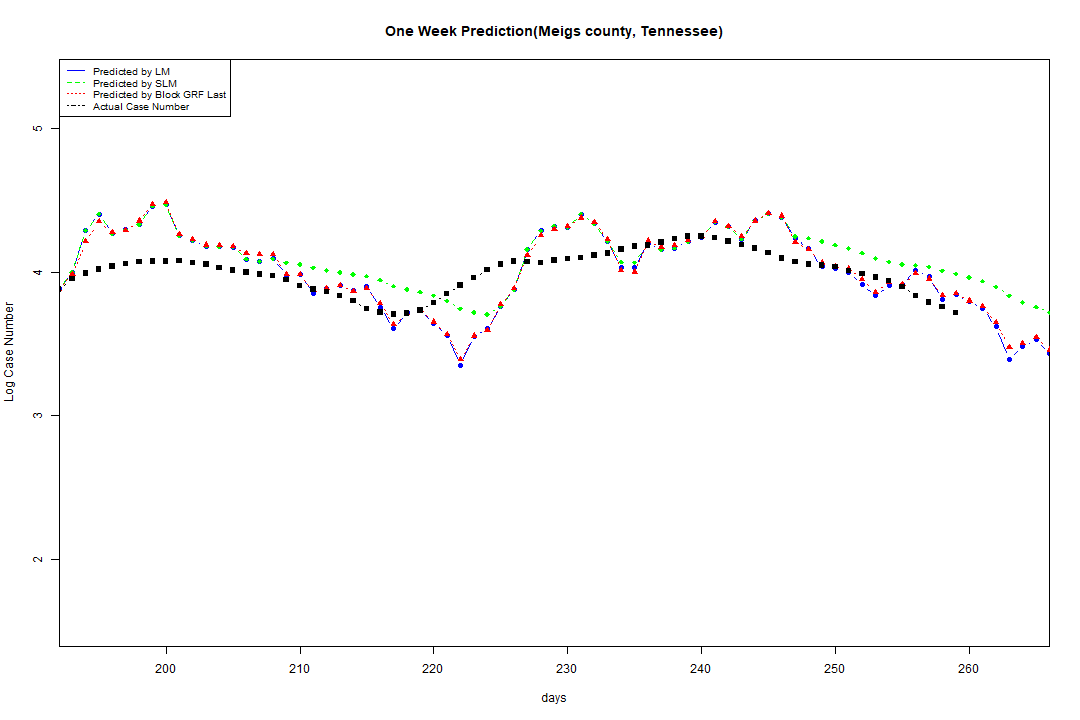 One Week Prediction(Meigs county, Tennessee)
Predicted by LM
Predicted by SLM
Predicted by Block GRF Last
Actual Case Number
5
4
3
2
Log Case Number
200 210 220 230 240 250 260
days